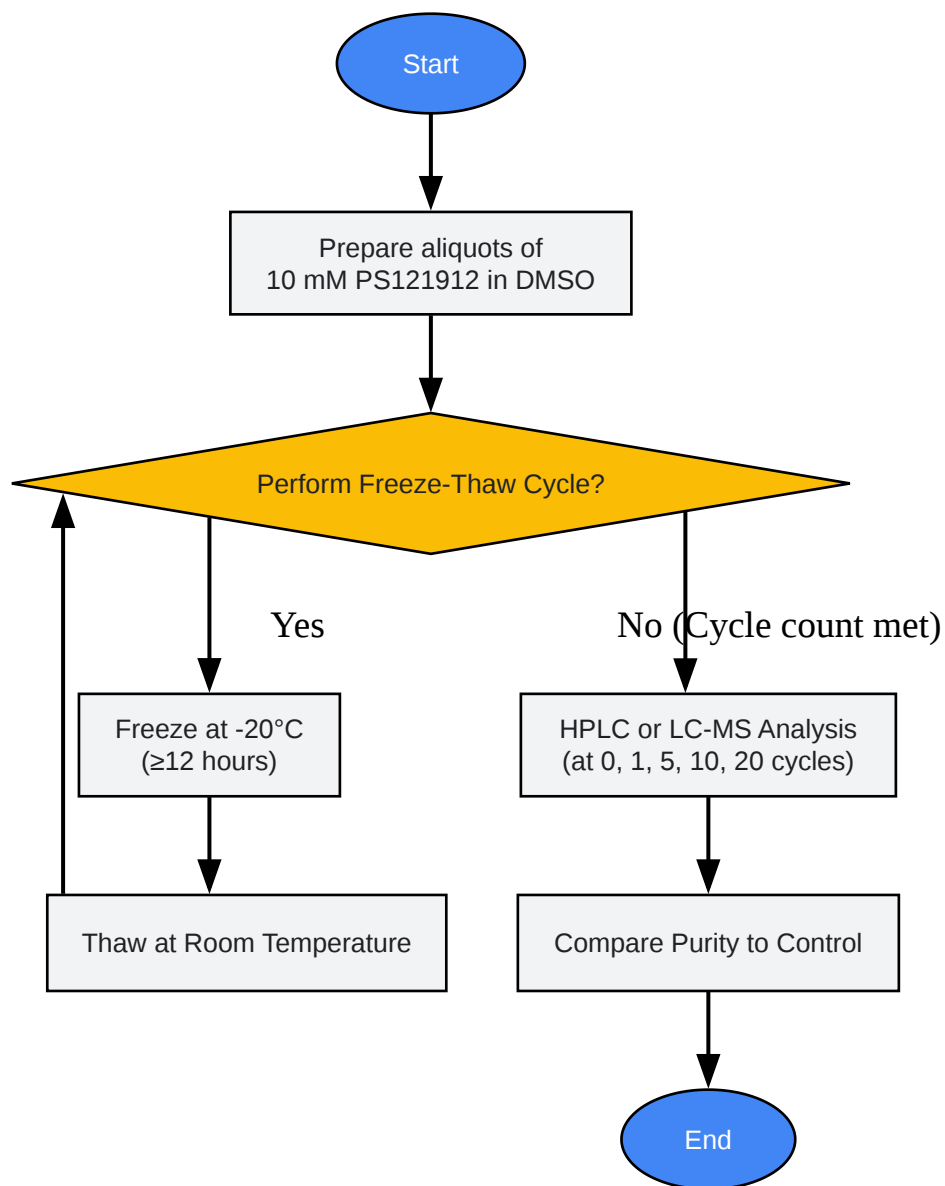 Start
Prepare aliquots of
10 mM PS121912 in DMSO
Perform Freeze-Thaw Cycle?
Yes
No (Cycle count met)
Freeze at -20°C
(≥12 hours)
HPLC or LC-MS Analysis
(at 0, 1, 5, 10, 20 cycles)
Thaw at Room Temperature
Compare Purity to Control
End